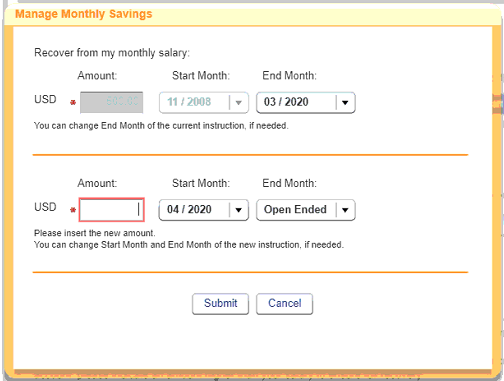 Manage Monthly Savings
Recover from my monthly salary:
Amount: Start Month: End Month:
USD * 11 / 2008 03 / 2020
You can change End Month of the current instruction, if needed.
Amount: Start Month: End Month:
USD * 04 / 2020 Open Ended
Please insert the new amount.
You can change Start Month and End Month of the new instruction, if needed.
Submit Cancel